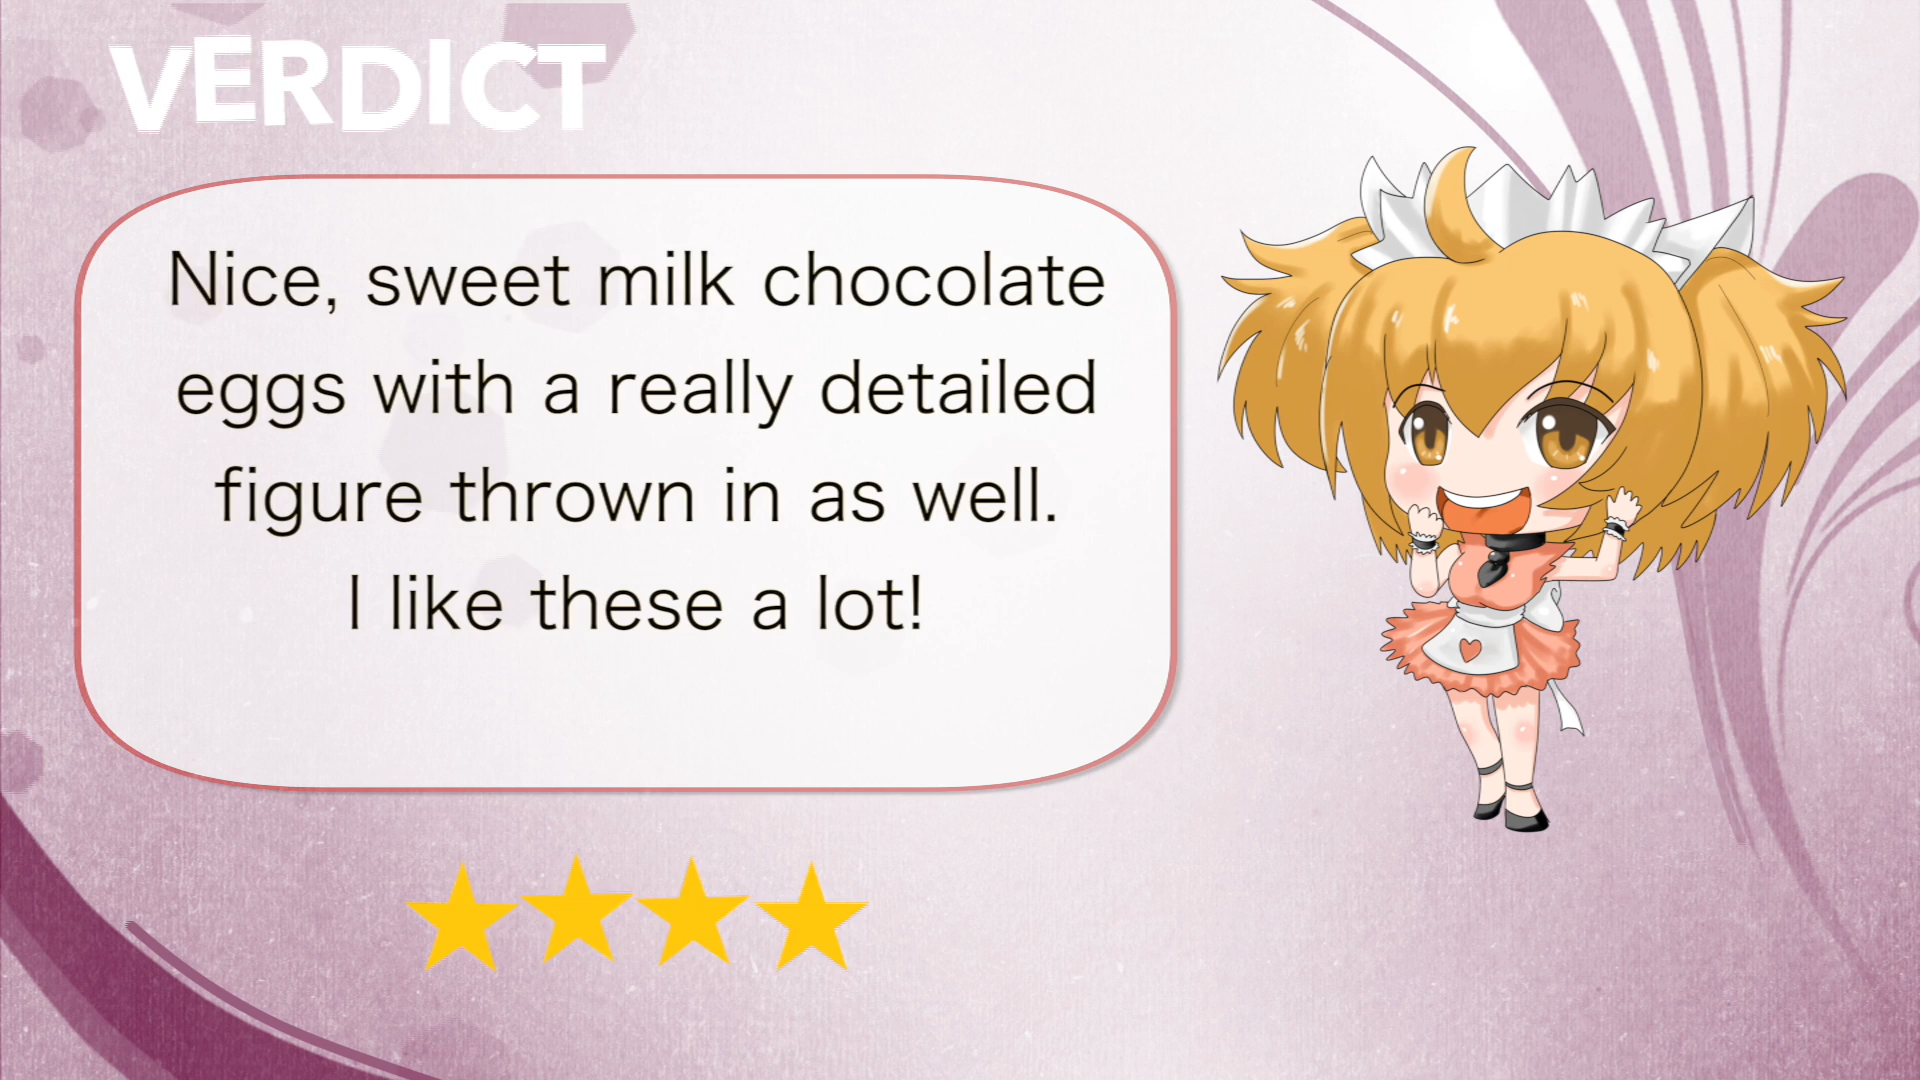 VERDICT
Nice, sweet milk chocolate
eggs with a really detailed
figure thrown in as well.
I like these a lot!